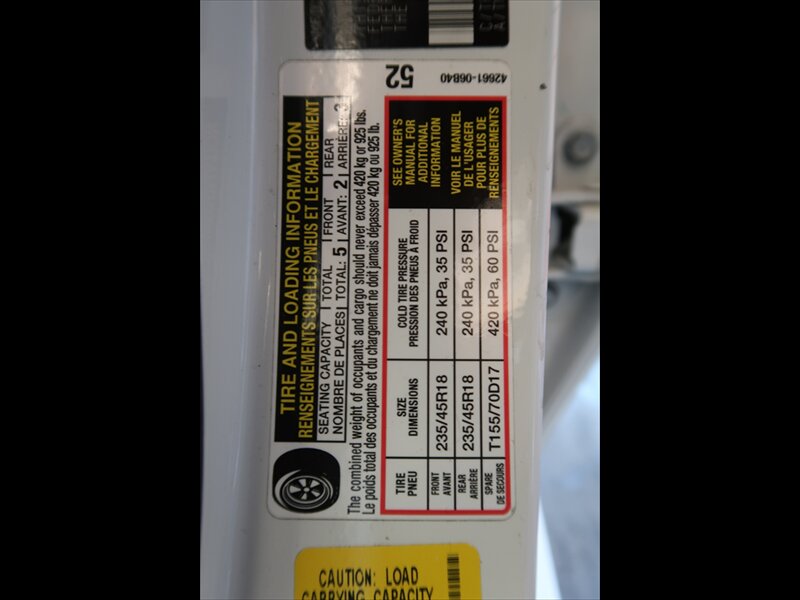 52
42661-06B40
TIRE AND LOADING INFORMATION
RENSEIGNEMENTS SUR LES PNEUS ET LE CHARGEMENT
SEATING CAPACITY | TOTAL | FRONT | REAR
NOMBRE DE PLACES | TOTAL: 5 | AVANT: 2 | ARRIÈRE: 3
The combined weight of occupants and cargo should never exceed 420 kg or 925 lbs.
Le poids total des occupants et du chargement ne doit jamais dépasser 420 kg ou 925 lb.
TIRE SIZE COLD TIRE PRESSURE
PNEU DIMENSIONS PRESSION DES PNEUS À FROID
FRONT
AVANT
235/45R18 240 kPa, 35 PSI
REAR
ARRIÈRE
235/45R18 240 kPa, 35 PSI
SPARE
DE SECOURS
T155/70D17 420 kPa, 60 PSI
SEE OWNER'S
MANUAL FOR
ADDITIONAL
INFORMATION
VOIR LE MANUEL
DE L'USAGER
POUR PLUS DE
RENSEIGNEMENTS
CAUTION: LOAD
CARRYING CAPACITY